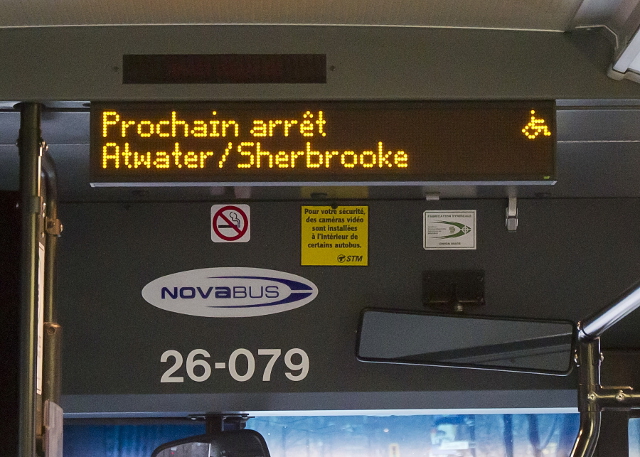 Prochain arrêt
Atwater/Sherbrooke
Pour votre sécurité,
des caméras vidéo
sont installées
à l'intérieur de
certains autobus.
STM
NOVABUS
26-079